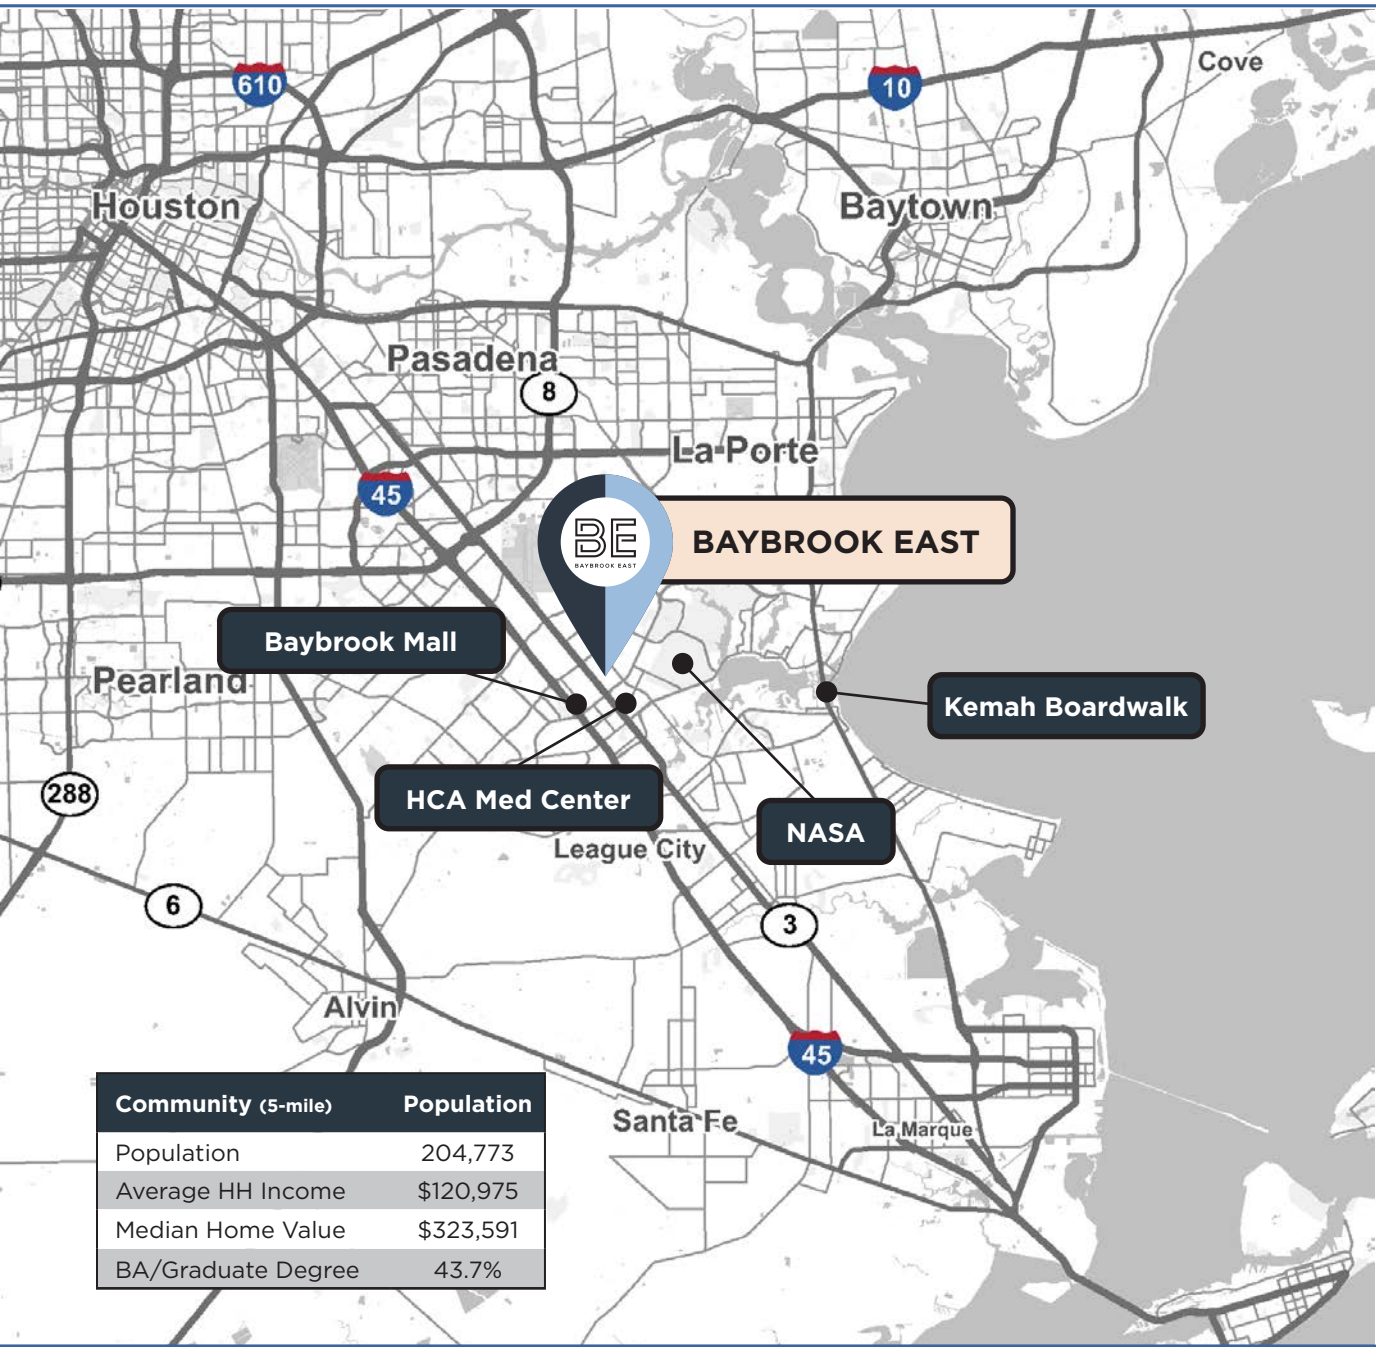 Cove
610
10
Houston
Baytown
Pasadena
8
La Porte
45
BE
BAYBROOK EAST
BAYBROOK EAST
Baybrook Mall
Pearland
Kemah Boardwalk
288
HCA Med Center
NASA
League City
6
3
Alvin
45
Community (5-mile) Population
Population 204,773
Average HH Income $120,975
Median Home Value $323,591
BA/Graduate Degree 43.7%
Santa Fe
La Marque